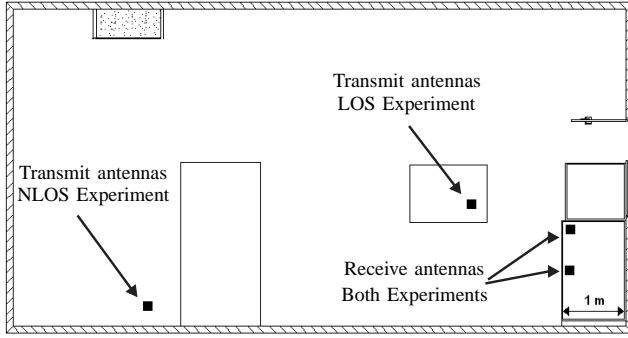 Transmit antennas
LOS Experiment
Transmit antennas
NLOS Experiment
Receive antennas
Both Experiments
1 m